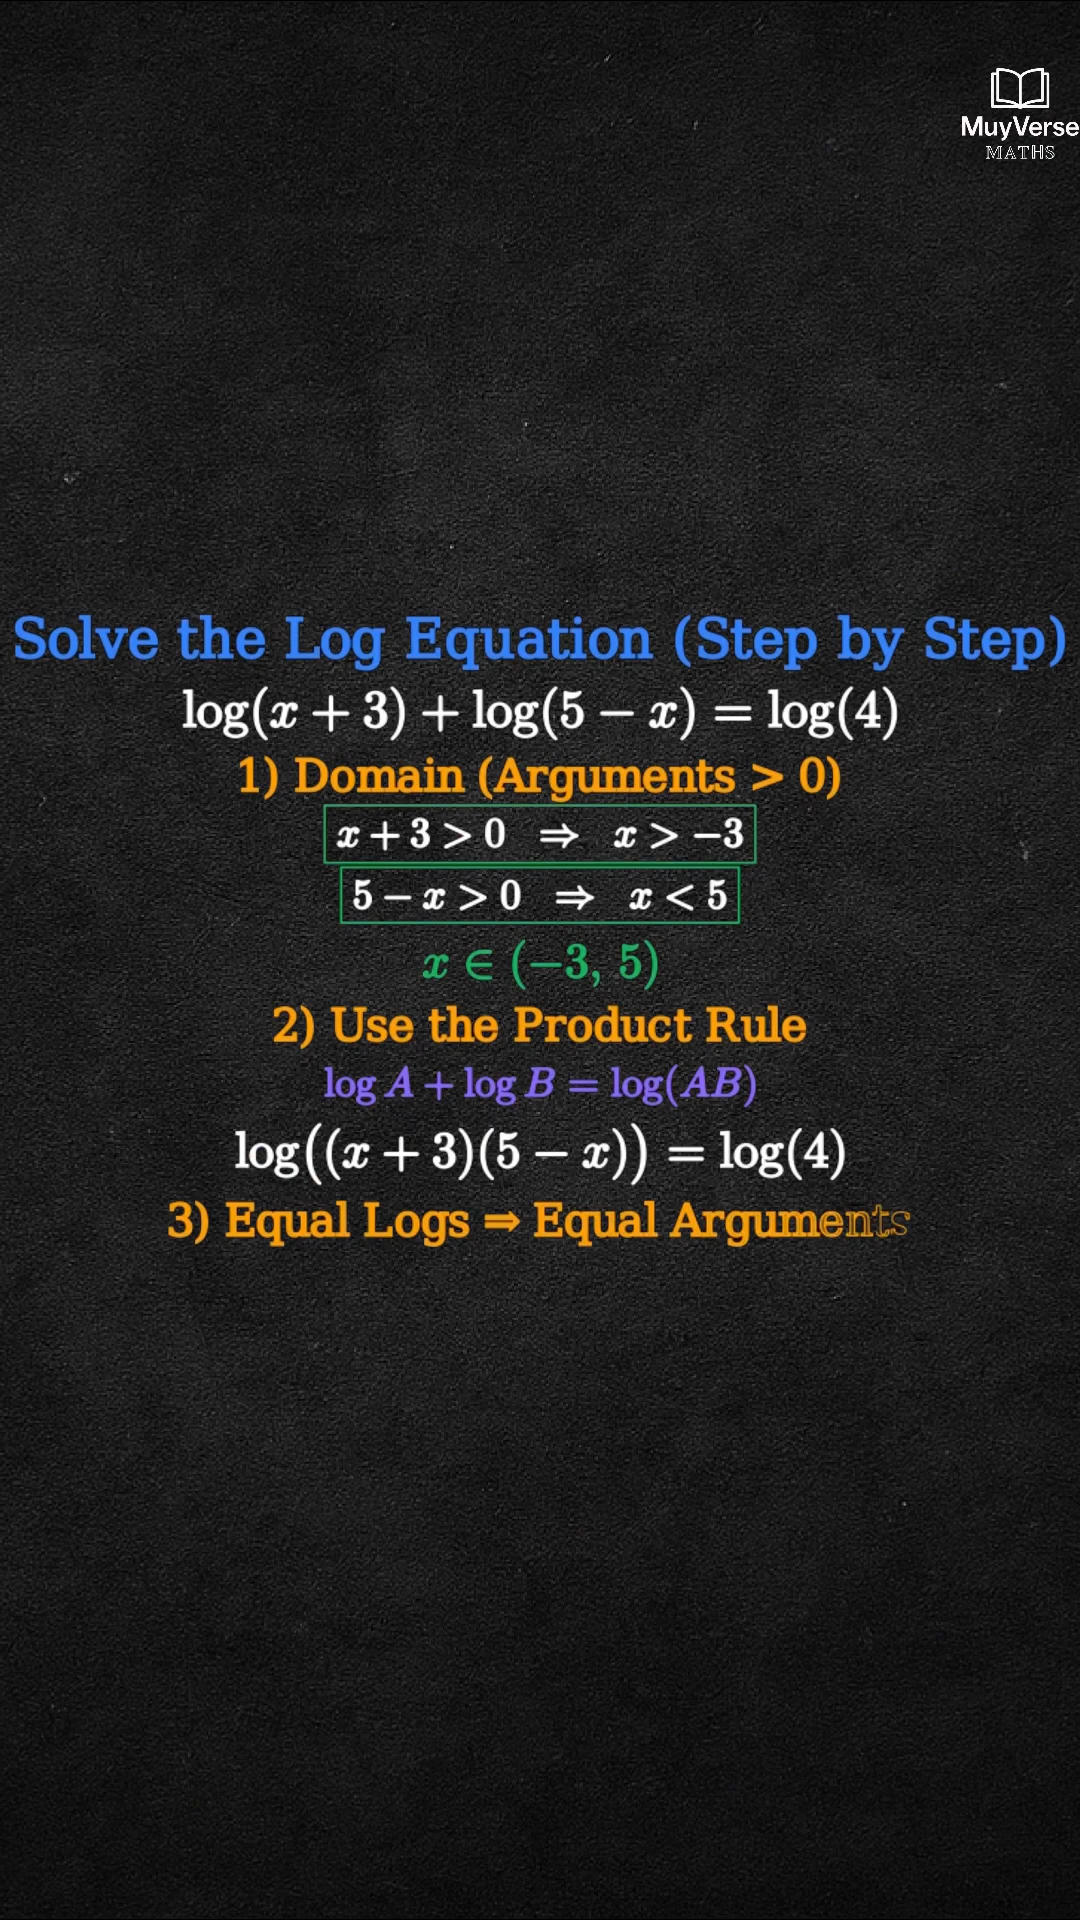 MuyVerse
MATHS
Solve the Log Equation (Step by Step)
log(x + 3) + log(5 − x) = log(4)
1) Domain (Arguments > 0)
x + 3 > 0 ⇒ x > −3
5 − x > 0 ⇒ x < 5
x ∈ (−3, 5)
2) Use the Product Rule
log A + log B = log(AB)
log((x + 3)(5 − x)) = log(4)
3) Equal Logs ⇒ Equal Arguments